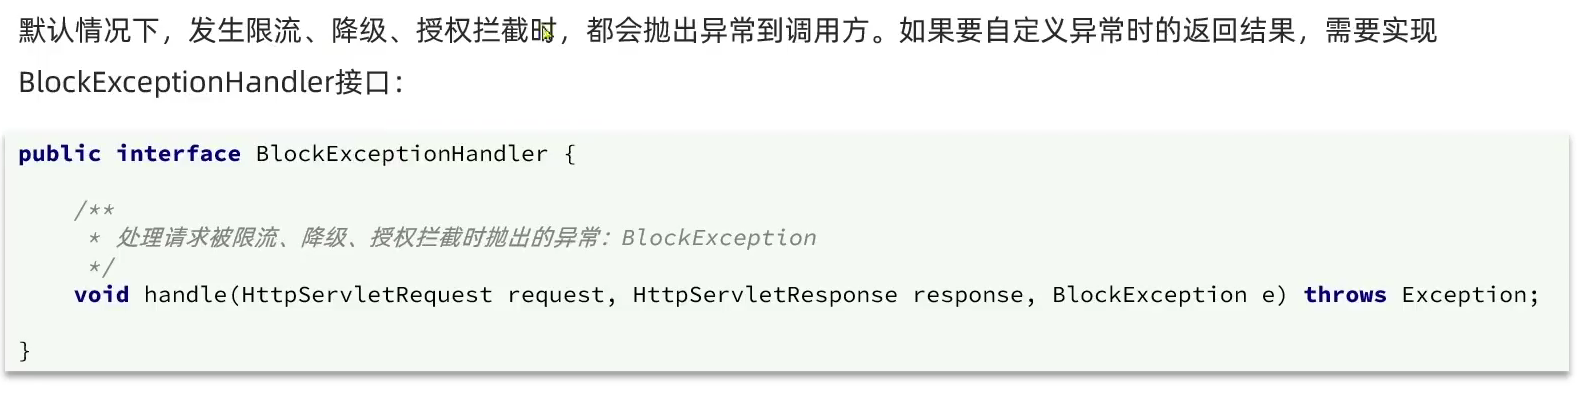 默认情况下，发生限流、降级、授权拦截时，都会抛出异常到调用方。如果要自定义异常时的返回结果，需要实现
BlockExceptionHandler接口：
public interface BlockExceptionHandler {
/**
* 处理请求被限流、降级、授权拦截时抛出的异常：BlockException
*/
void handle(HttpServletRequest request, HttpServletResponse response, BlockException e) throws Exception;
}